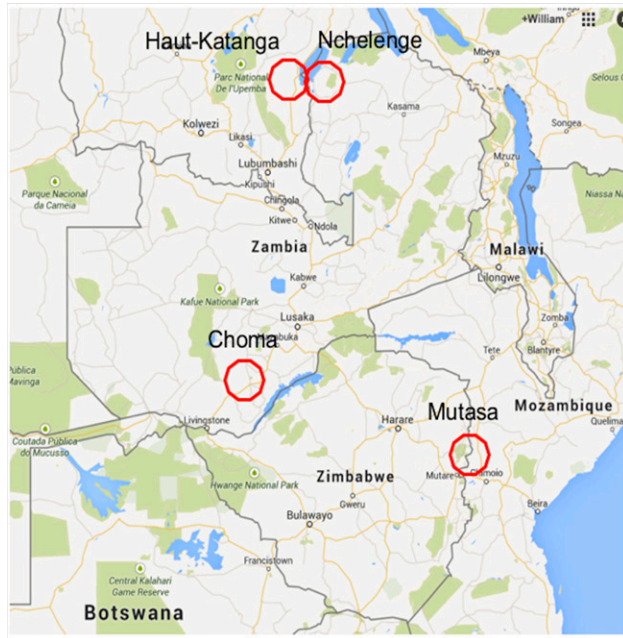 +William
Haut-Katanga
Nchelenge
Mbeya
Parc National
De l'Upemba
Selous G
Kasama
Kolwezi
Likasi
Songea
Mzuzu
Lubumbashi
Kipushi
Parque Nacional
da Cameia
Chingola
Niassa Na
Kitwe
Ndola
Zambia
Malawi
Kabwe
Lilongwe
Kafue National Park
Lusaka
Zomba
Choma
buka
Blantyre
Tete
Pública
Mavinga
Mozambique
Mutasa
Livingstone
Quelima
Harare
Coutada Pública
do Mucusso
Zimbabwe
Mutare
Chimoio
Hwange National Park
Gweru
Beira
Bulawayo
Francistown
Central Kalahari
Game Reserve
Botswana